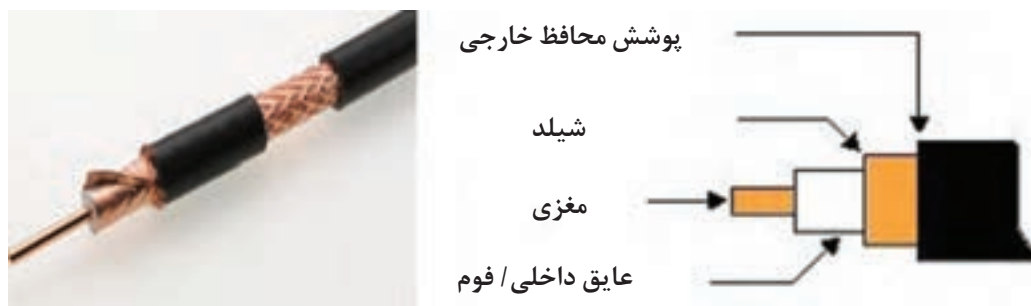 پوشش محافظ خارجی
شیلد
مغزی
عایق داخلی/ فوم